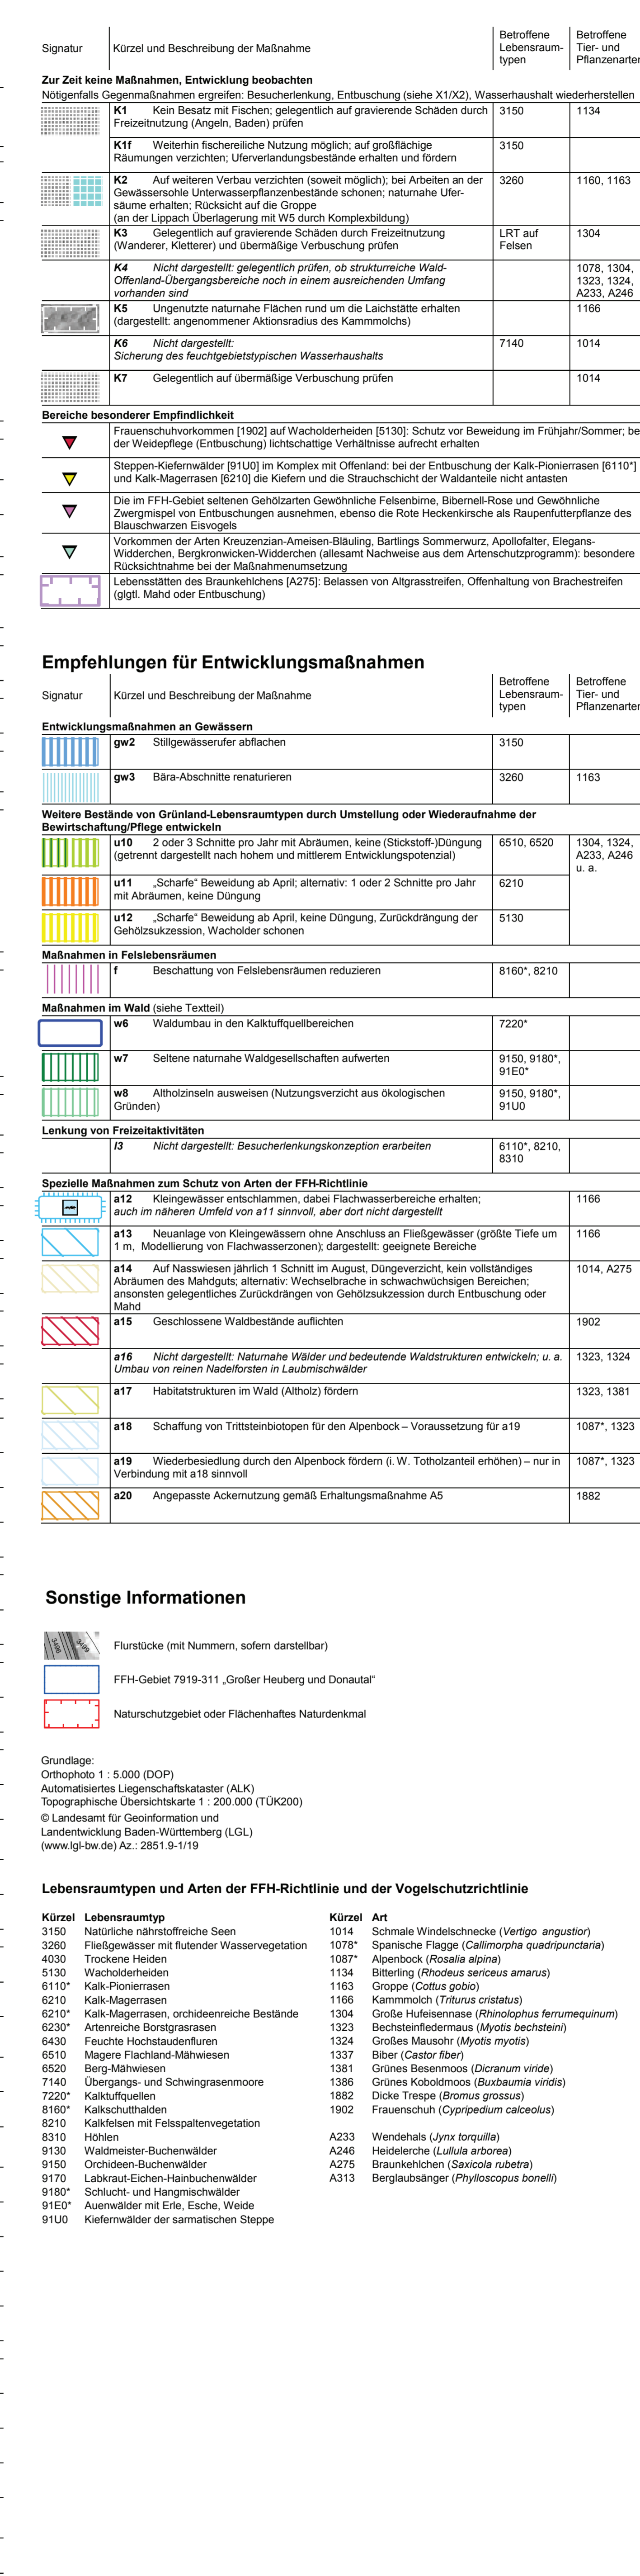 Signatur Kürzel und Beschreibung der Maßnahme Betroffene Lebensraum-typen Betroffene Tier- und Pflanzenarten
Zur Zeit keine Maßnahmen, Entwicklung beobachten
Nötigenfalls Gegenmaßnahmen ergreifen: Besucherlenkung, Entbuschung (siehe X1/X2), Wasserhaushalt wiederherstellen
K1 Kein Besatz mit Fischen; gelegentlich auf gravierende Schäden durch 3150 1134
Freizeitnutzung (Angeln, Baden) prüfen
K1f Weiterhin fischereiliche Nutzung möglich; auf großflächige 3150
Räumungen verzichten; Uferverlandungsbestände erhalten und fördern
K2 Auf weiteren Verbau verzichten (soweit möglich); bei Arbeiten an der 3260 1160, 1163
Gewässersohle Unterwasserpflanzenbestände schonen; naturnahe Ufer-
säume erhalten; Rücksicht auf die Groppe
(an der Lippach Überlagerung mit W5 durch Komplexbildung)
K3 Gelegentlich auf gravierende Schäden durch Freizeitnutzung LRT auf 1304
(Wanderer, Kletterer) und übermäßige Verbuschung prüfen Felsen
K4 Nicht dargestellt: gelegentlich prüfen, ob strukturreiche Wald- 1078, 1304,
Offenland-Übergangsbereiche noch in einem ausreichenden Umfang 1323, 1324,
vorhanden sind A233, A246
K5 Ungenutzte naturnahe Flächen rund um die Laichstätte erhalten 1166
(dargestellt: angenommener Aktionsradius des Kammmolchs)
K6 Nicht dargestellt: 7140 1014
Sicherung des feuchtgebietstypischen Wasserhaushalts
K7 Gelegentlich auf übermäßige Verbuschung prüfen 1014
Bereiche besonderer Empfindlichkeit
Frauenschuhvorkommen [1902] auf Wacholderheiden [5130]: Schutz vor Beweidung im Frühjahr/Sommer; be
der Weidepflege (Entbuschung) lichtschattige Verhältnisse aufrecht erhalten
Steppen-Kiefernwälder [91U0] im Komplex mit Offenland: bei der Entbuschung der Kalk-Pionierrasen [6110*]
und Kalk-Magerrasen [6210] die Kiefern und die Strauchschicht der Waldanteile nicht antasten
Die im FFH-Gebiet seltenen Gehölzarten Gewöhnliche Felsenbirne, Bibernell-Rose und Gewöhnliche
Zwergmispel von Entbuschungen ausnehmen, ebenso die Rote Heckenkirsche als Raupenfutterpflanze des
Blauschwarzen Eisvogels
Vorkommen der Arten Kreuzenzian-Ameisen-Bläuling, Bartlings Sommerwurz, Apollofalter, Elegans-
Widderchen, Bergkronwicken-Widderchen (allesamt Nachweise aus dem Artenschutzprogramm): besondere
Rücksichtnahme bei der Maßnahmenumsetzung
Lebensstätten des Braunkehlchens [A275]: Belassen von Altgrasstreifen, Offenhaltung von Brachestreifen
(glgtl. Mahd oder Entbuschung)
Empfehlungen für Entwicklungsmaßnahmen
Signatur Kürzel und Beschreibung der Maßnahme Betroffene Lebensraum-typen Betroffene Tier- und Pflanzenarten
Entwicklungsmaßnahmen an Gewässern
gw2 Stillgewässerufer abflachen 3150
gw3 Bära-Abschnitte renaturieren 3260 1163
Weitere Bestände von Grünland-Lebensraumtypen durch Umstellung oder Wiederaufnahme der
Bewirtschaftung/Pflege entwickeln
u10 2 oder 3 Schnitte pro Jahr mit Abräumen, keine (Stickstoff-)Düngung 6510, 6520 1304, 1324,
(getrennt dargestellt nach hohem und mittlerem Entwicklungspotenzial) A233, A246
u. a.
u11 „Scharfe“ Beweidung ab April; alternativ: 1 oder 2 Schnitte pro Jahr 6210
mit Abräumen, keine Düngung
u12 „Scharfe“ Beweidung ab April, keine Düngung, Zurückdrängung der 5130
Gehölzsukzession, Wacholder schonen
Maßnahmen in Felslebensräumen
f Beschattung von Felslebensräumen reduzieren 8160*, 8210
Maßnahmen im Wald (siehe Textteil)
w6 Waldumbau in den Kalktuffquellbereichen 7220*
w7 Seltene naturnahe Waldgesellschaften aufwerten 9150, 9180*,
91E0*
w8 Altholzinseln ausweisen (Nutzungsverzicht aus ökologischen 9150, 9180*,
Gründen) 91U0
Lenkung von Freizeitaktivitäten
l3 Nicht dargestellt: Besucherlenkungskonzeption erarbeiten 6110*, 8210,
8310
Spezielle Maßnahmen zum Schutz von Arten der FFH-Richtlinie
a12 Kleingewässer entschlammen, dabei Flachwasserbereiche erhalten; 1166
auch im näheren Umfeld von a11 sinnvoll, aber dort nicht dargestellt
a13 Neuanlage von Kleingewässern ohne Anschluss an Fließgewässer (größte Tiefe um 1166
1 m, Modellierung von Flachwasserzonen); dargestellt: geeignete Bereiche
a14 Auf Nasswiesen jährlich 1 Schnitt im August, Düngeverzicht, kein vollständiges 1014, A275
Abräumen des Mahdguts; alternativ: Wechselbrache in schwachwüchsigen Bereichen;
ansonsten gelegentliches Zurückdrängen von Gehölzsukzession durch Entbuschung oder
Mahd
a15 Geschlossene Waldbestände auflichten 1902
a16 Nicht dargestellt: Naturnahe Wälder und bedeutende Waldstrukturen entwickeln; u. a. 1323, 1324
Umbau von reinen Nadelforsten in Laubmischwälder
a17 Habitatstrukturen im Wald (Altholz) fördern 1323, 1381
a18 Schaffung von Trittsteinbiotopen für den Alpenbock – Voraussetzung für a19 1087*, 1323
a19 Wiederbesiedlung durch den Alpenbock fördern (i. W. Totholzanteil erhöhen) – nur in 1087*, 1323
Verbindung mit a18 sinnvoll
a20 Angepasste Ackernutzung gemäß Erhaltungsmaßnahme A5 1882
Sonstige Informationen
3496 3499 Flurstücke (mit Nummern, sofern darstellbar)
FFH-Gebiet 7919-311 „Großer Heuberg und Donautal“
Naturschutzgebiet oder Flächenhaftes Naturdenkmal
Grundlage:
Orthophoto 1 : 5.000 (DOP)
Automatisiertes Liegenschaftskataster (ALK)
Topographische Übersichtskarte 1 : 200.000 (TÜK200)
© Landesamt für Geoinformation und
Landentwicklung Baden-Württemberg (LGL)
(www.lgl-bw.de) Az.: 2851.9-1/19
Lebensraumtypen und Arten der FFH-Richtlinie und der Vogelschutzrichtlinie
Kürzel Lebensraumtyp
3150 Natürliche nährstoffreiche Seen
3260 Fließgewässer mit flutender Wasservegetation
4030 Trockene Heiden
5130 Wacholderheiden
6110* Kalk-Pionierrasen
6210 Kalk-Magerrasen
6210* Kalk-Magerrasen, orchideenreiche Bestände
6230* Artenreiche Borstgrasrasen
6430 Feuchte Hochstaudenfluren
6510 Magere Flachland-Mähwiesen
6520 Berg-Mähwiesen
7140 Übergangs- und Schwingrasenmoore
7220* Kalktuffquellen
8160* Kalkschutthalden
8210 Kalkfelsen mit Felsspaltenvegetation
8310 Höhlen
9130 Waldmeister-Buchenwälder
9150 Orchideen-Buchenwälder
9170 Labkraut-Eichen-Hainbuchenwälder
9180* Schlucht- und Hangmischwälder
91E0* Auenwälder mit Erle, Esche, Weide
91U0 Kiefernwälder der sarmatischen Steppe
Kürzel Art
1014 Schmale Windelschnecke (Vertigo angustior)
1078* Spanische Flagge (Callimorpha quadripunctaria)
1087* Alpenbock (Rosalia alpina)
1134 Bitterling (Rhodeus sericeus amarus)
1163 Groppe (Cottus gobio)
1166 Kammmolch (Triturus cristatus)
1304 Große Hufeisennase (Rhinolophus ferrumequinum)
1323 Bechsteinfledermaus (Myotis bechsteini)
1324 Großes Mausohr (Myotis myotis)
1337 Biber (Castor fiber)
1381 Grünes Besenmoos (Dicranum viride)
1386 Grünes Koboldmoos (Buxbaumia viridis)
1882 Dicke Trespe (Bromus grossus)
1902 Frauenschuh (Cypripedium calceolus)
A233 Wendehals (Jynx torquilla)
A246 Heidelerche (Lullula arborea)
A275 Braunkehlchen (Saxicola rubetra)
A313 Berglaubsänger (Phylloscopus bonelli)